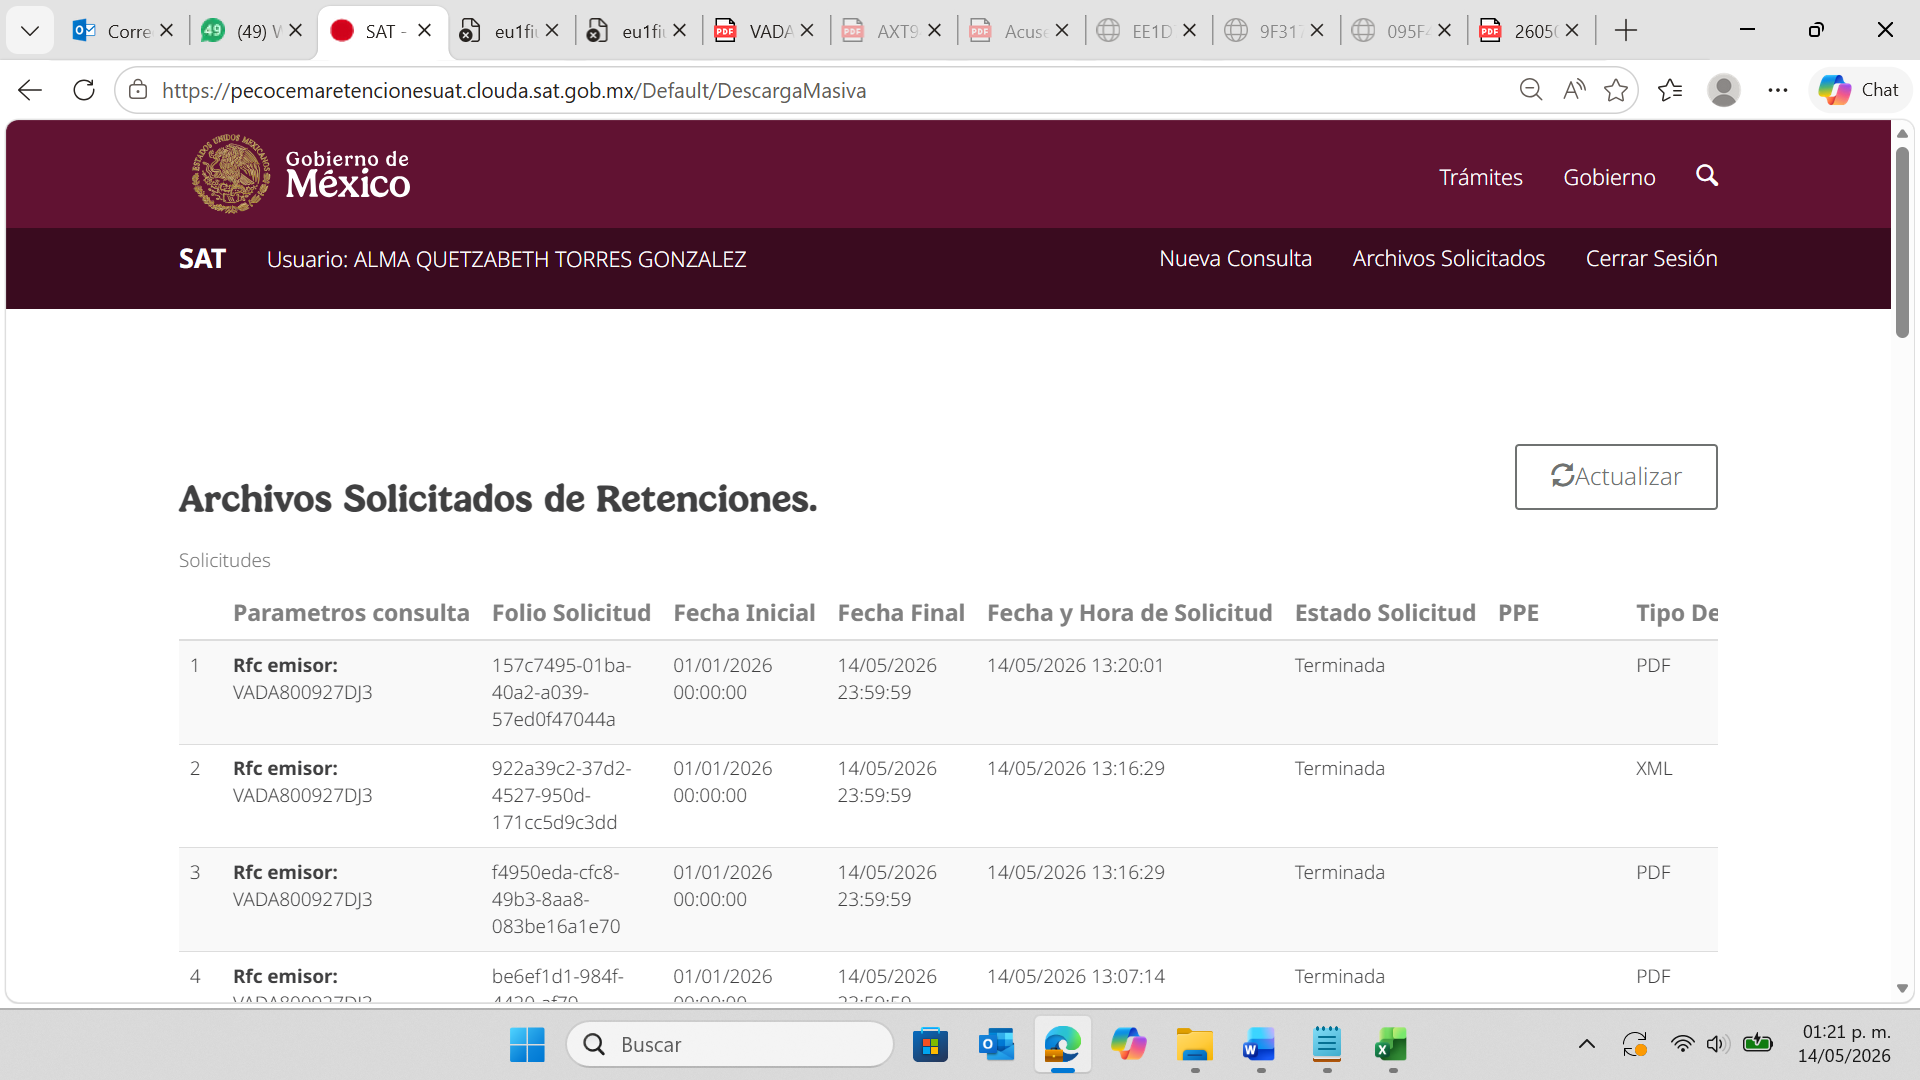 Corre
(49) W
SAT -
eu1fi
eu1fi
VADA
AXT9
Acuse
EE1D
9F317
095F4
2605
https://pecocemaretencionesuat.clouda.sat.gob.mx/Default/DescargaMasiva
Chat
Gobierno de
México
Trámites
Gobierno
SAT
Usuario: ALMA QUETZABETH TORRES GONZALEZ
Nueva Consulta
Archivos Solicitados
Cerrar Sesión
Actualizar
Archivos Solicitados de Retenciones.
Solicitudes
Parametros consulta Folio Solicitud Fecha Inicial Fecha Final Fecha y Hora de Solicitud Estado Solicitud PPE Tipo De
1 Rfc emisor: 157c7495-01ba- 01/01/2026 14/05/2026 14/05/2026 13:20:01 Terminada PDF
VADA800927DJ3 40a2-a039- 00:00:00 23:59:59
57ed0f47044a
2 Rfc emisor: 922a39c2-37d2- 01/01/2026 14/05/2026 14/05/2026 13:16:29 Terminada XML
VADA800927DJ3 4527-950d- 00:00:00 23:59:59
171cc5d9c3dd
3 Rfc emisor: f4950eda-cfc8- 01/01/2026 14/05/2026 14/05/2026 13:16:29 Terminada PDF
VADA800927DJ3 49b3-8aa8- 00:00:00 23:59:59
083be16a1e70
4 Rfc emisor: be6ef1d1-984f- 01/01/2026 14/05/2026 14/05/2026 13:07:14 Terminada PDF
Buscar
01:21 p. m.
14/05/2026